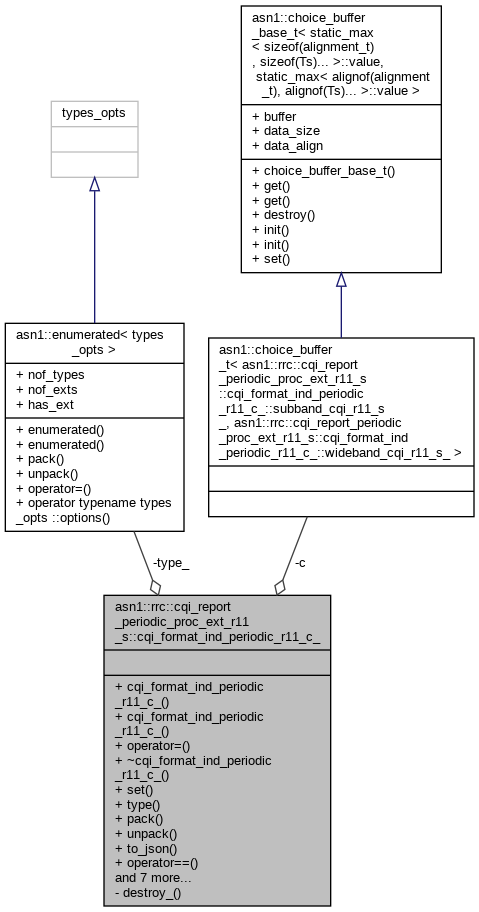 asn1::choice_buffer
_base_t< static_max
< sizeof(alignment_t)
, sizeof(Ts)... >::value,
static_max< alignof(alignment
_t), alignof(Ts)... >::value >
+ buffer
+ data_size
+ data_align
+ choice_buffer_base_t()
+ get()
+ get()
+ destroy()
+ init()
+ init()
+ set()
types_opts
asn1::enumerated< types
_opts >
+ nof_types
+ nof_exts
+ has_ext
+ enumerated()
+ enumerated()
+ pack()
+ unpack()
+ operator=()
+ operator typename types
_opts ::options()
asn1::choice_buffer
_t< asn1::rrc::cqi_report
_periodic_proc_ext_r11_s
::cqi_format_ind_periodic
_r11_c_::subband_cqi_r11_s
_, asn1::rrc::cqi_report_periodic
_proc_ext_r11_s::cqi_format_ind
_periodic_r11_c_::wideband_cqi_r11_s_ >
-type_
-c
asn1::rrc::cqi_report
_periodic_proc_ext_r11
_s::cqi_format_ind_periodic_r11_c_
+ cqi_format_ind_periodic
_r11_c_()
+ cqi_format_ind_periodic
_r11_c_()
+ operator=()
+ ~cqi_format_ind_periodic
_r11_c_()
+ set()
+ type()
+ pack()
+ unpack()
+ to_json()
+ operator==()
and 7 more...
- destroy_()